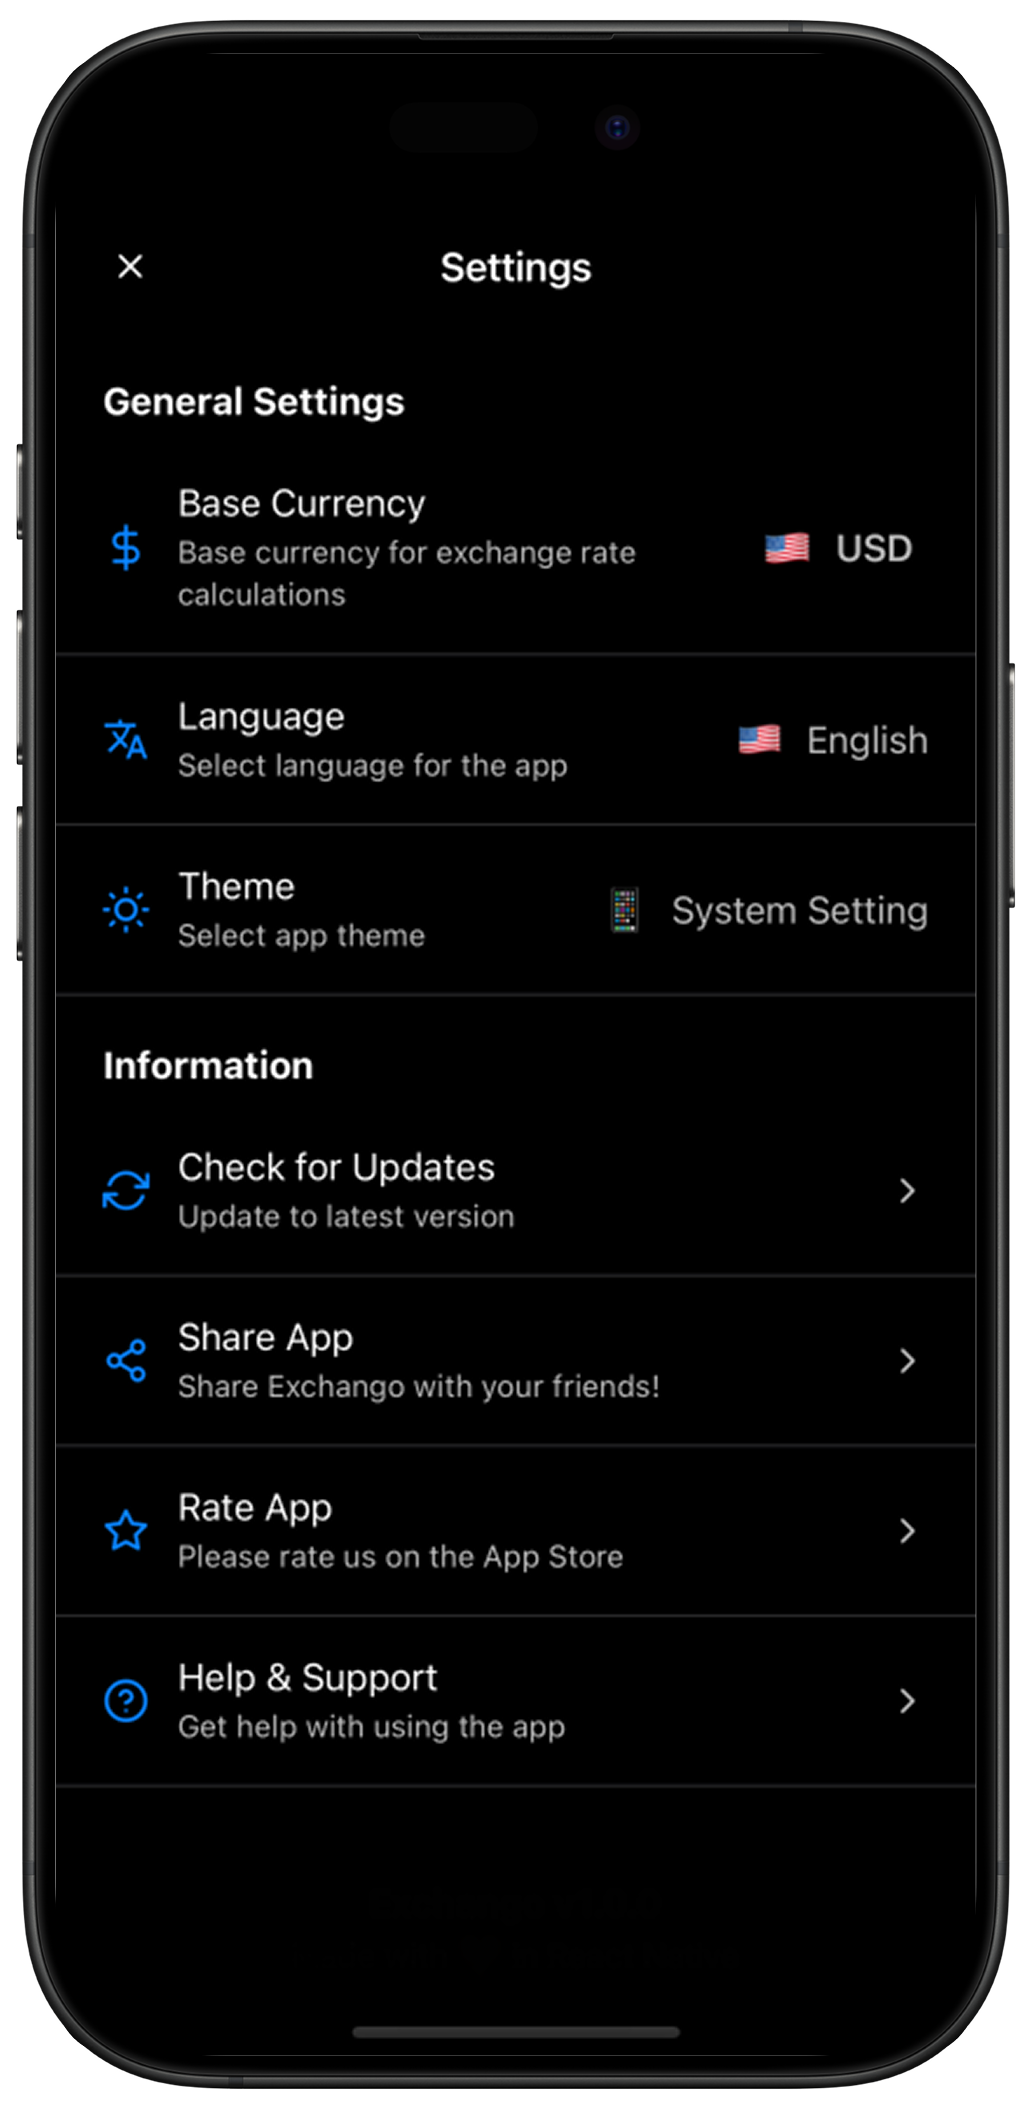 Settings
General Settings
Base Currency
Base currency for exchange rate
calculations
USD
Language
Select language for the app
English
Theme
Select app theme
System Setting
Information
Check for Updates
Update to latest version
Share App
Share Exchango with your friends!
Rate App
Please rate us on the App Store
Help & Support
Get help with using the app